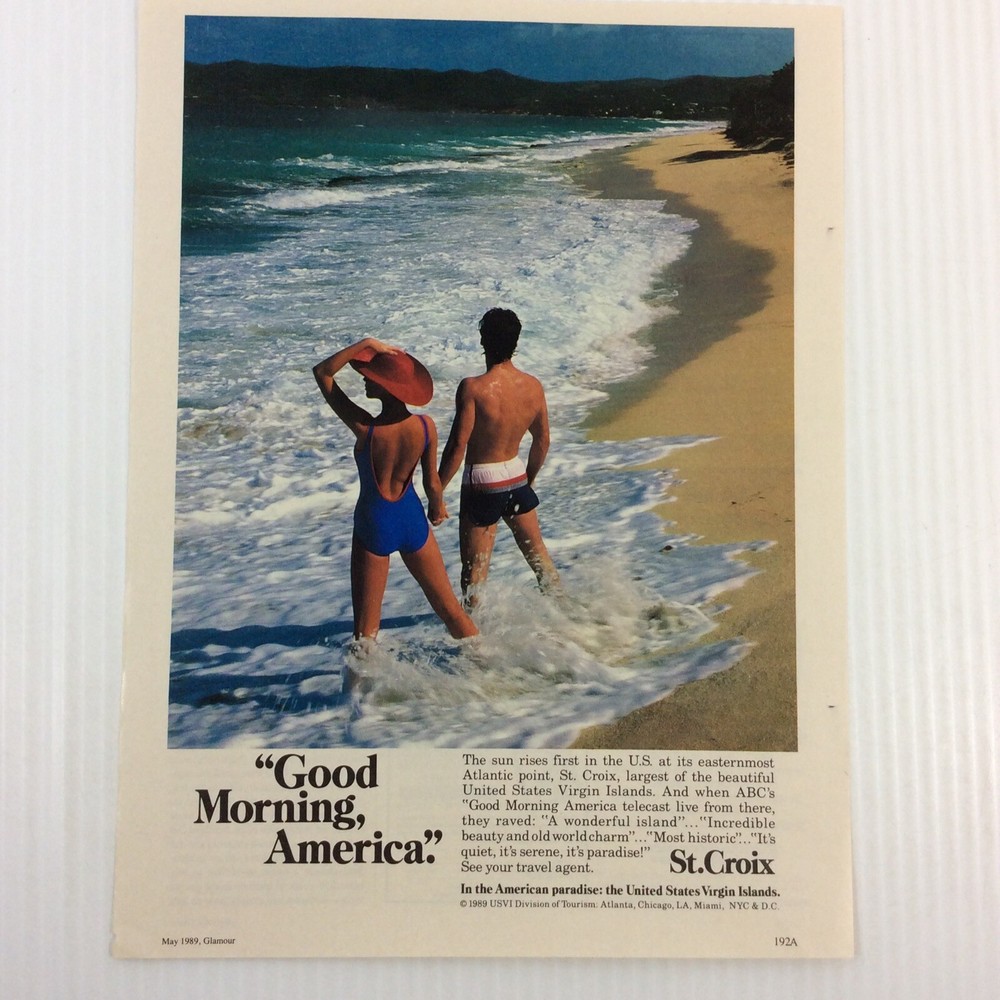 “Good
Morning,
America.”
The sun rises first in the U.S. at its easternmost
Atlantic point, St. Croix, largest of the beautiful
United States Virgin Islands. And when ABC's
"Good Morning America telecast live from there,
they raved: "A wonderful island"..."Incredible
beauty and old world charm"..."Most historic"..."It's
quiet, it's serene, it's paradise!"
See your travel agent.
St.Croix
In the American paradise: the United States Virgin Islands.
© 1989 USVI Division of Tourism: Atlanta, Chicago, LA, Miami, NYC & D.C.
May 1989, Glamour
192A